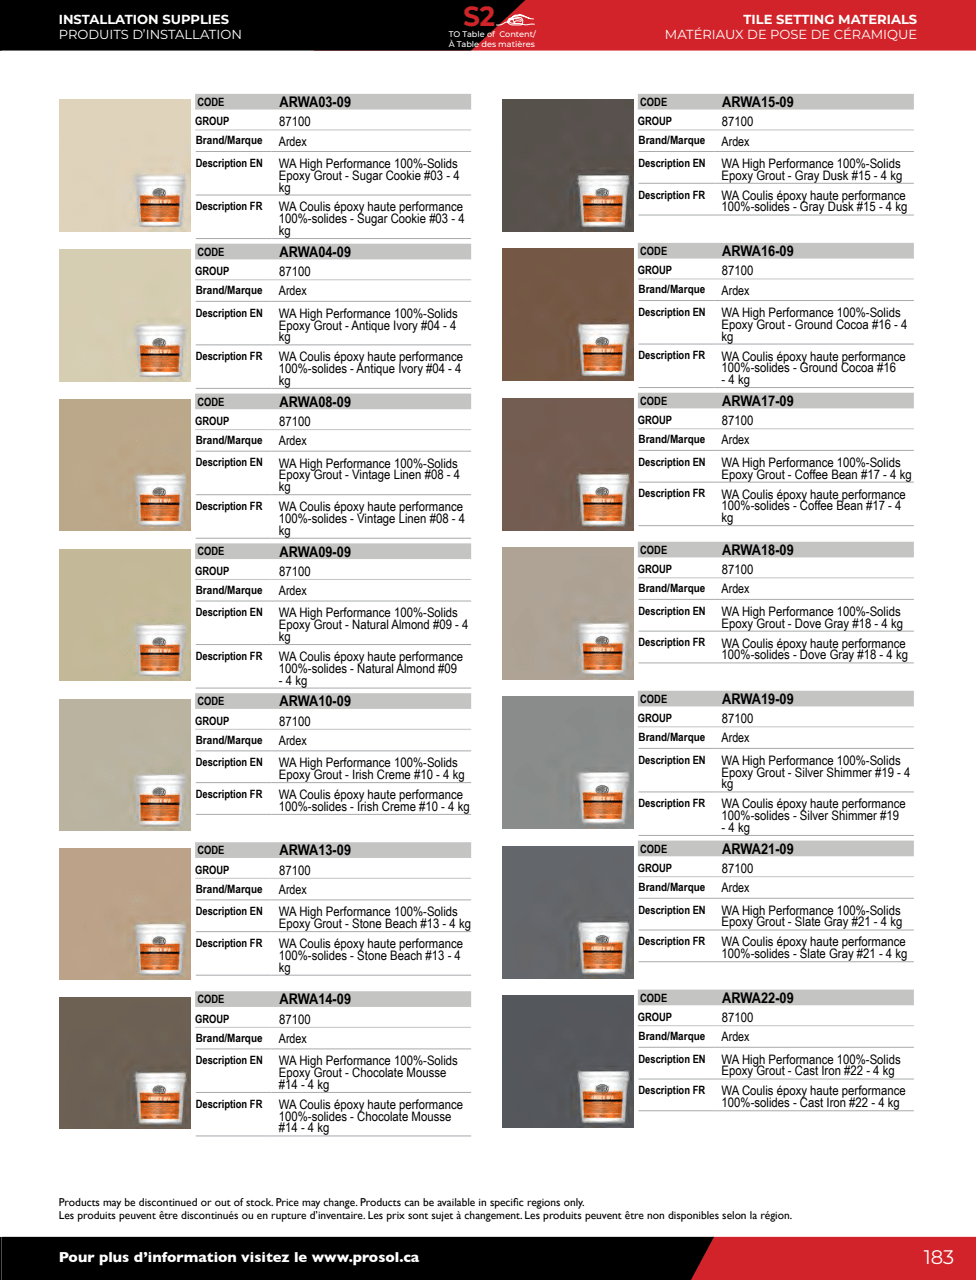 INSTALLATION SUPPLIES
PRODUITS D'INSTALLATION
S2
TO Table of Content/
À Table des matières
TILE SETTING MATERIALS
MATÉRIAUX DE POSE DE CÉRAMIQUE
CODE ARWA03-09
GROUP 87100
Brand/Marque Ardex
Description EN WA High Performance 100%-Solids
Epoxy Grout - Sugar Cookie #03 - 4
kg
Description FR WA Coulis époxy haute performance
100%-solides - Sugar Cookie #03 - 4
kg
CODE ARWA04-09
GROUP 87100
Brand/Marque Ardex
Description EN WA High Performance 100%-Solids
Epoxy Grout - Antique Ivory #04 - 4
kg
Description FR WA Coulis époxy haute performance
100%-solides - Antique Ivory #04 - 4
kg
CODE ARWA08-09
GROUP 87100
Brand/Marque Ardex
Description EN WA High Performance 100%-Solids
Epoxy Grout - Vintage Linen #08 - 4
kg
Description FR WA Coulis époxy haute performance
100%-solides - Vintage Linen #08 - 4
kg
CODE ARWA09-09
GROUP 87100
Brand/Marque Ardex
Description EN WA High Performance 100%-Solids
Epoxy Grout - Natural Almond #09 - 4
kg
Description FR WA Coulis époxy haute performance
100%-solides - Natural Almond #09
- 4 kg
CODE ARWA10-09
GROUP 87100
Brand/Marque Ardex
Description EN WA High Performance 100%-Solids
Epoxy Grout - Irish Creme #10 - 4 kg
Description FR WA Coulis époxy haute performance
100%-solides - Irish Creme #10 - 4 kg
CODE ARWA13-09
GROUP 87100
Brand/Marque Ardex
Description EN WA High Performance 100%-Solids
Epoxy Grout - Stone Beach #13 - 4 kg
Description FR WA Coulis époxy haute performance
100%-solides - Stone Beach #13 - 4
kg
CODE ARWA14-09
GROUP 87100
Brand/Marque Ardex
Description EN WA High Performance 100%-Solids
Epoxy Grout - Chocolate Mousse
#14 - 4 kg
Description FR WA Coulis époxy haute performance
100%-solides - Chocolate Mousse
#14 - 4 kg
CODE ARWA15-09
GROUP 87100
Brand/Marque Ardex
Description EN WA High Performance 100%-Solids
Epoxy Grout - Gray Dusk #15 - 4 kg
Description FR WA Coulis époxy haute performance
100%-solides - Gray Dusk #15 - 4 kg
CODE ARWA16-09
GROUP 87100
Brand/Marque Ardex
Description EN WA High Performance 100%-Solids
Epoxy Grout - Ground Cocoa #16 - 4
kg
Description FR WA Coulis époxy haute performance
100%-solides - Ground Cocoa #16
- 4 kg
CODE ARWA17-09
GROUP 87100
Brand/Marque Ardex
Description EN WA High Performance 100%-Solids
Epoxy Grout - Coffee Bean #17 - 4 kg
Description FR WA Coulis époxy haute performance
100%-solides - Coffee Bean #17 - 4
kg
CODE ARWA18-09
GROUP 87100
Brand/Marque Ardex
Description EN WA High Performance 100%-Solids
Epoxy Grout - Dove Gray #18 - 4 kg
Description FR WA Coulis époxy haute performance
100%-solides - Dove Gray #18 - 4 kg
CODE ARWA19-09
GROUP 87100
Brand/Marque Ardex
Description EN WA High Performance 100%-Solids
Epoxy Grout - Silver Shimmer #19 - 4
kg
Description FR WA Coulis époxy haute performance
100%-solides - Silver Shimmer #19
- 4 kg
CODE ARWA21-09
GROUP 87100
Brand/Marque Ardex
Description EN WA High Performance 100%-Solids
Epoxy Grout - Slate Gray #21 - 4 kg
Description FR WA Coulis époxy haute performance
100%-solides - Slate Gray #21 - 4 kg
CODE ARWA22-09
GROUP 87100
Brand/Marque Ardex
Description EN WA High Performance 100%-Solids
Epoxy Grout - Cast Iron #22 - 4 kg
Description FR WA Coulis époxy haute performance
100%-solides - Cast Iron #22 - 4 kg
Products may be discontinued or out of stock. Price may change. Products can be available in specific regions only.
Les produits peuvent être discontinués ou en rupture d'inventaire. Les prix sont sujet à changement. Les produits peuvent être non disponibles selon la région.
Pour plus d'information visitez le www.prosol.ca
183